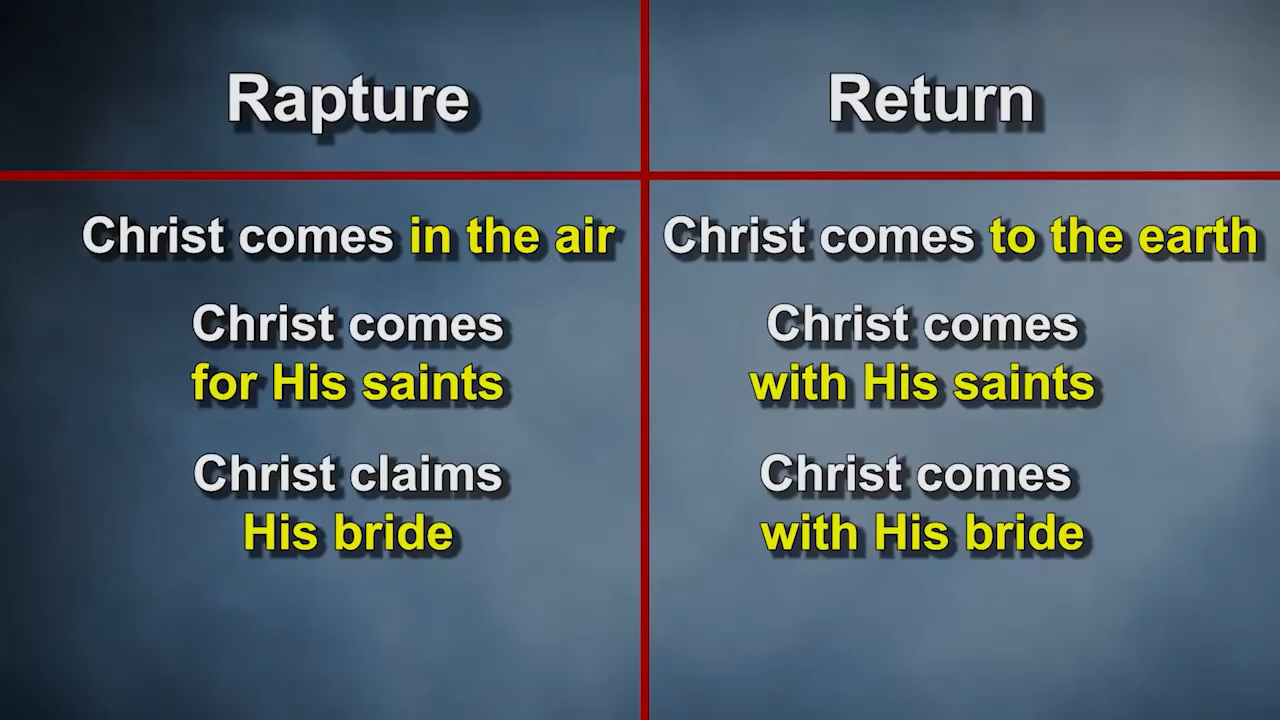 Rapture
Return
Christ comes in the air
Christ comes to the earth
Christ comes
for His saints
Christ comes
with His saints
Christ claims
His bride
Christ comes
with His bride